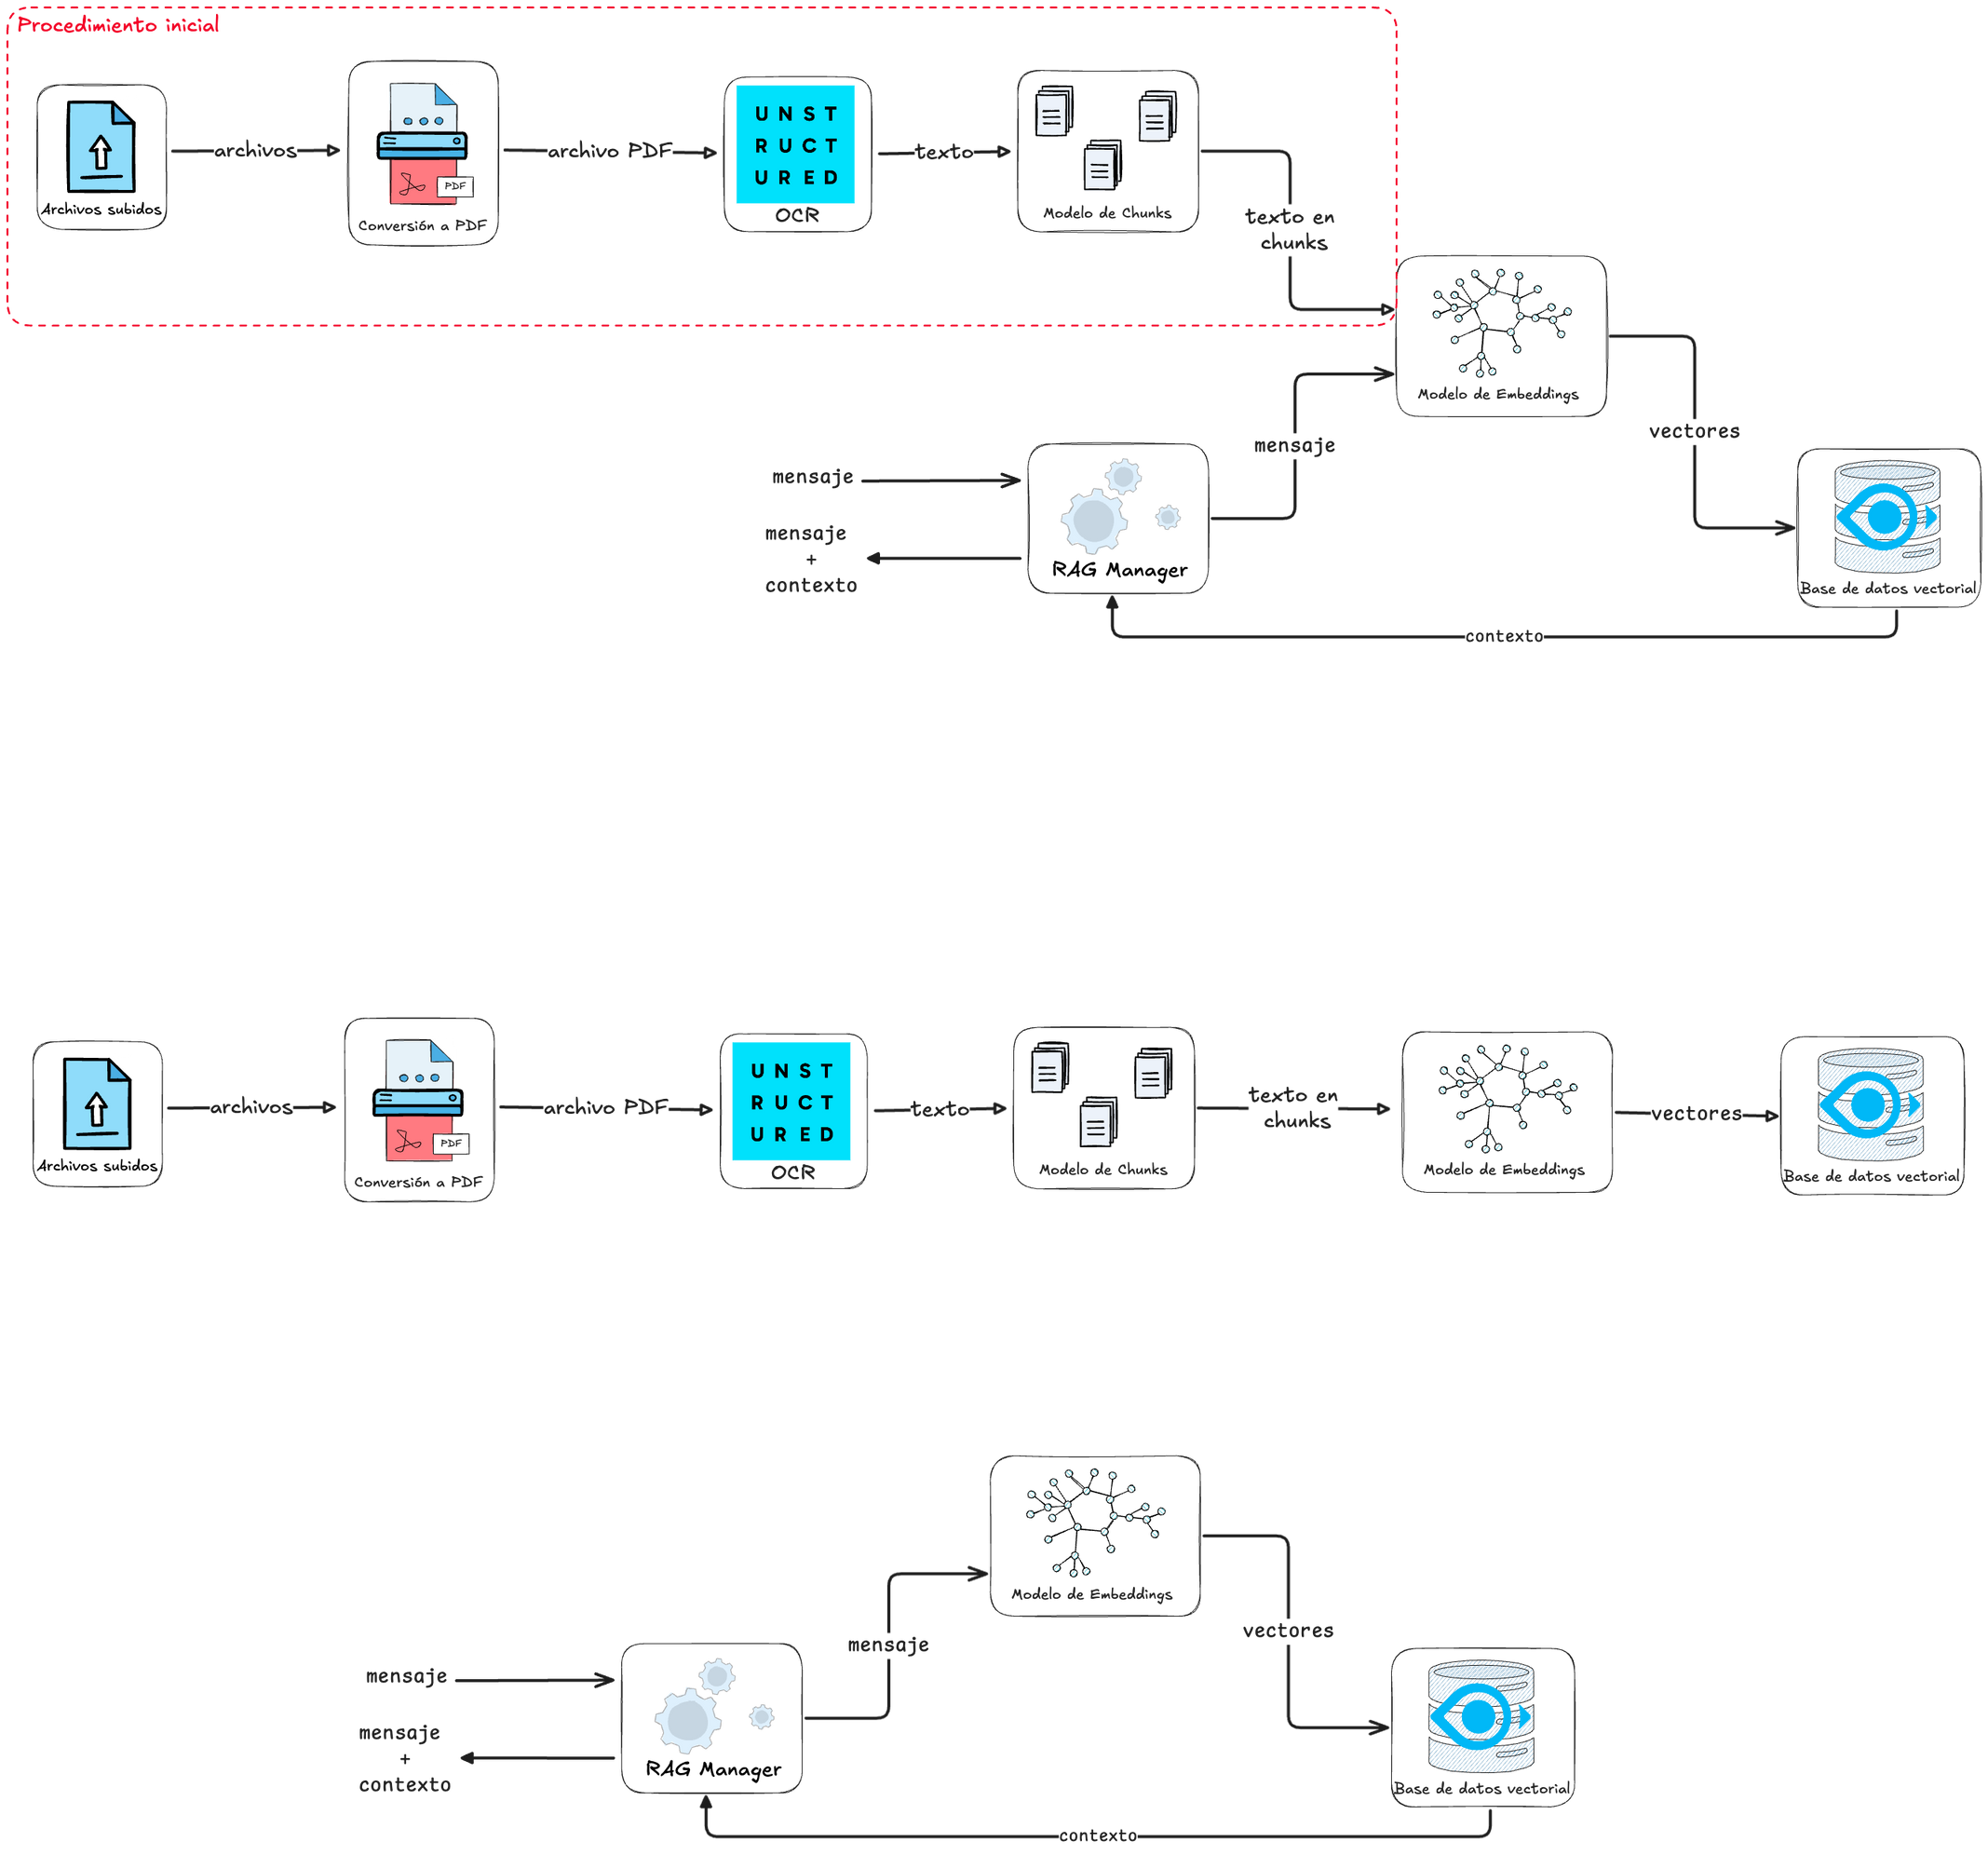 Procedimiento inicial
Archivos subidos
archivos
PDF
Conversión a PDF
archivo PDF
UNST
RUCT
URED
OCR
texto
Modelo de Chunks
texto en
chunks
Modelo de Embeddings
mensaje
vectores
mensaje
mensaje
+
contexto
RAG Manager
Base de datos vectorial
contexto
Archivos subidos
archivos
PDF
Conversión a PDF
archivo PDF
UNST
RUCT
URED
OCR
texto
Modelo de Chunks
texto en
chunks
Modelo de Embeddings
vectores
Base de datos vectorial
Modelo de Embeddings
mensaje
vectores
mensaje
mensaje
+
contexto
RAG Manager
Base de datos vectorial
contexto